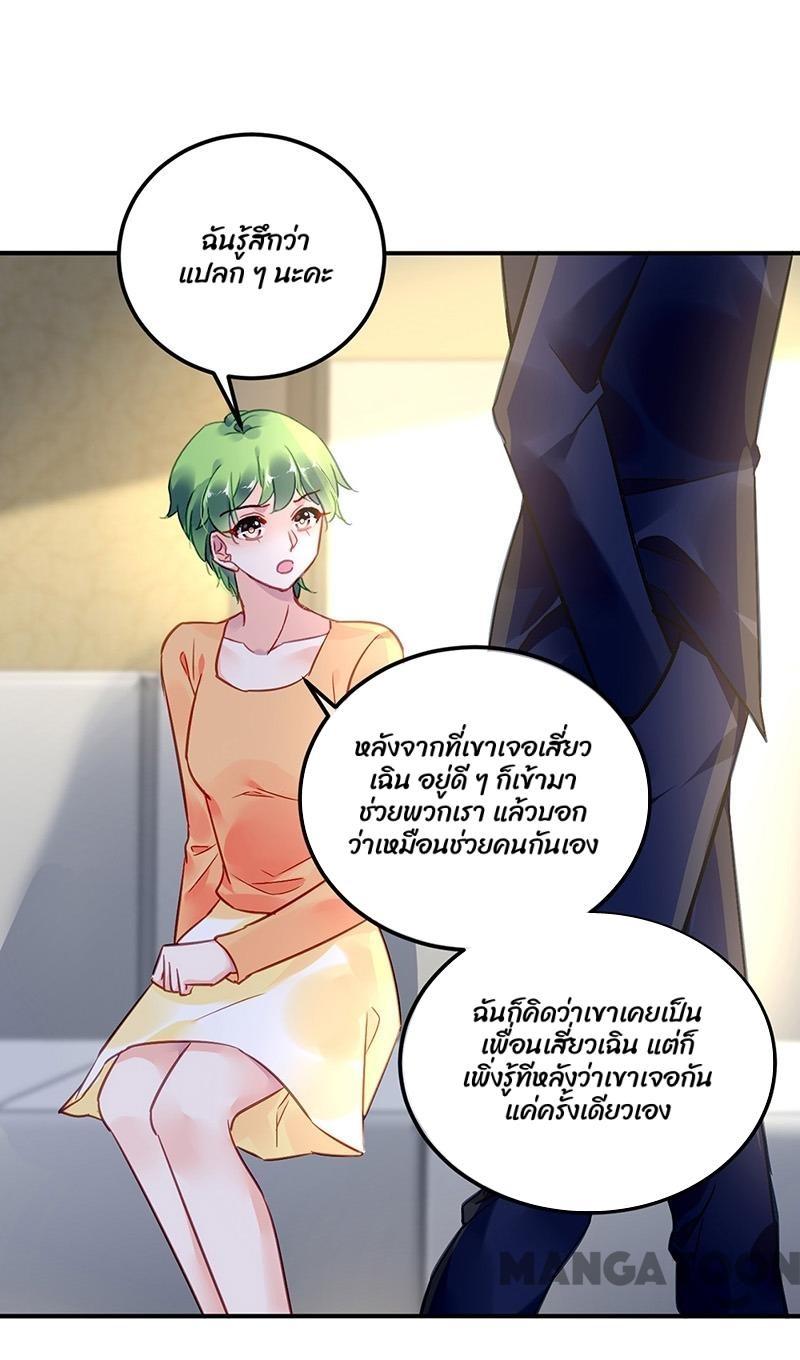 ฉันรู้สึกว่า
แปลก ๆ นะคะ
หลังจากที่เขาเจอเสี่ยว
เฉิน อยู่ดี ๆ ก็เข้ามา
ช่วยพวกเรา แล้วบอก
ว่าเหมือนช่วยคนกันเอง
ฉันก็คิดว่าเขาเคยเป็น
เพื่อนเสี่ยวเฉิน แต่ก็
เพิ่งรู้ทีหลังว่าเขาเจอกัน
แค่ครั้งเดียวเอง
MANGATOON